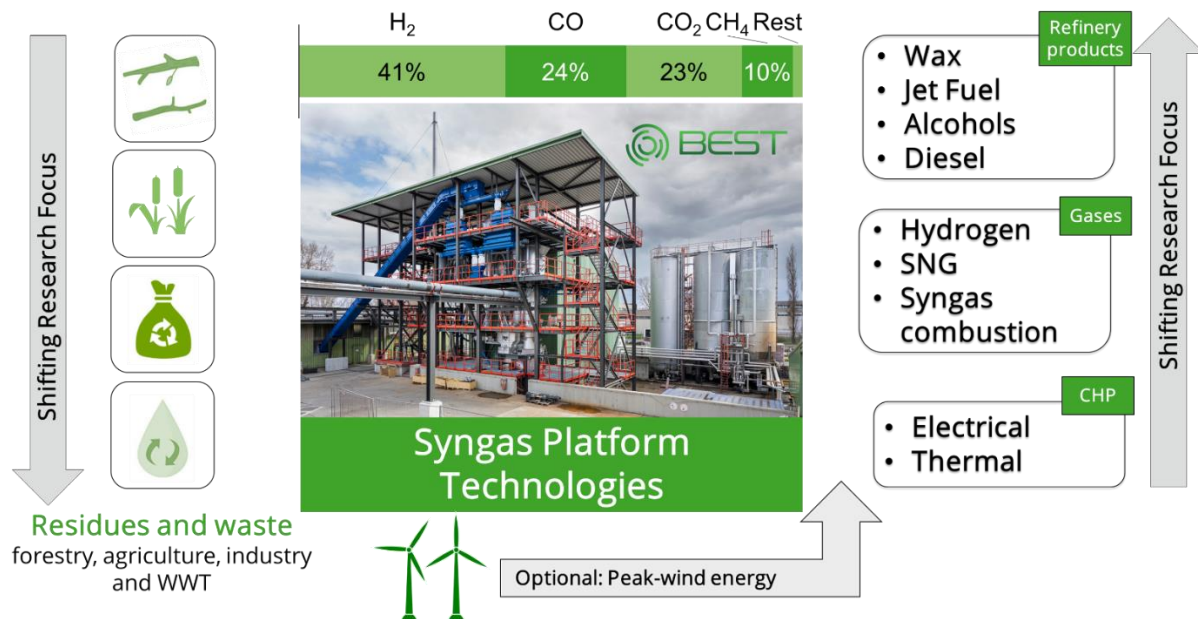 H₂ CO CO₂ CH₄ Rest
41% 24% 23% 10%
BEST
Syngas Platform
Technologies
Shifting Research Focus
Residues and waste
forestry, agriculture, industry
and WWT
Optional: Peak-wind energy
Refinery
products
• Wax
• Jet Fuel
• Alcohols
• Diesel
Gases
• Hydrogen
• SNG
• Syngas
combustion
CHP
• Electrical
• Thermal
Shifting Research Focus